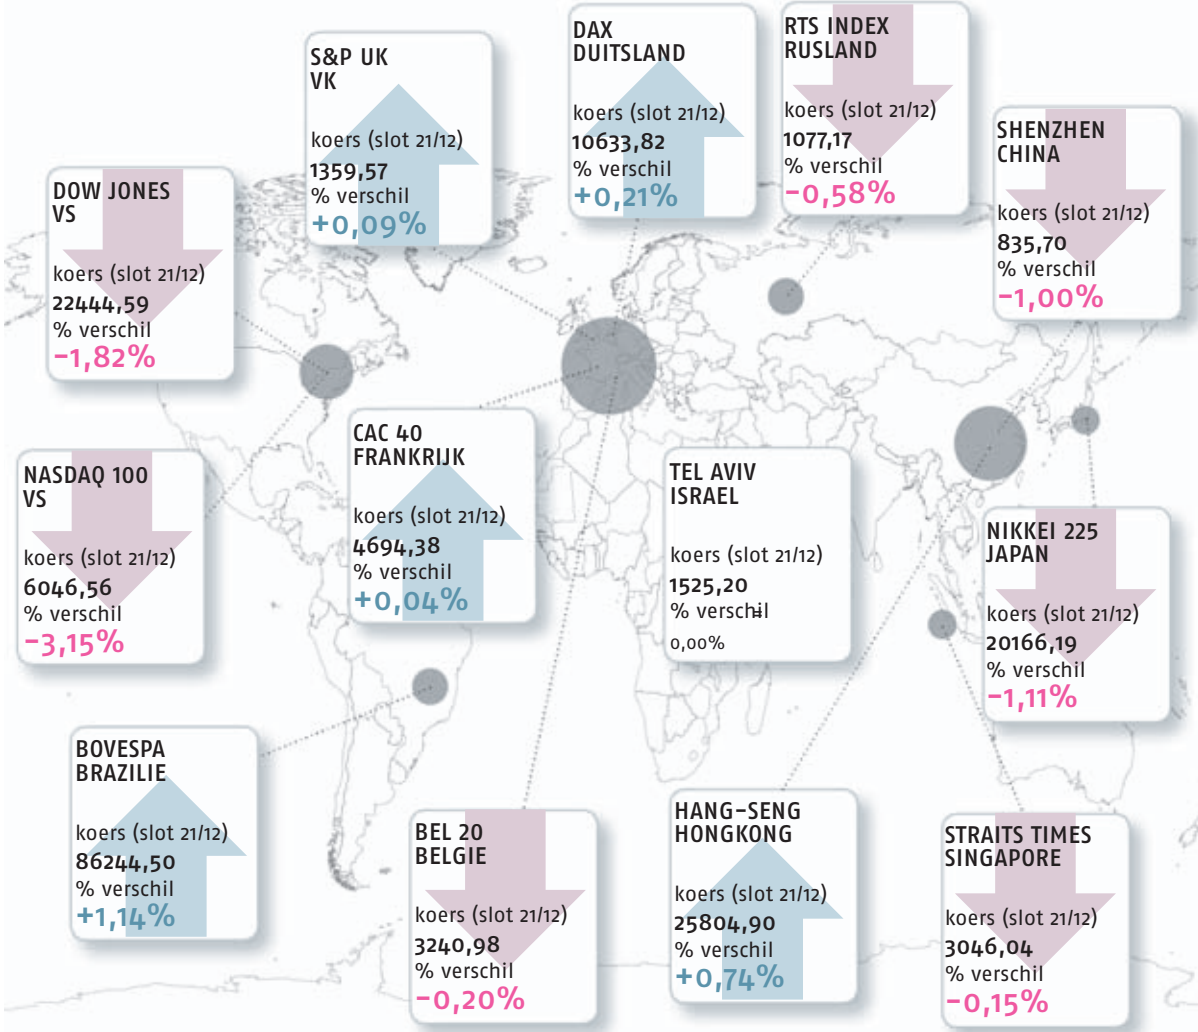 S&P UK
VK
koers (slot 21/12)
1359,57
% verschil
+0,09%
DAX
DUITSLAND
koers (slot 21/12)
10633,82
% verschil
+0,21%
RTS INDEX
RUSLAND
koers (slot 21/12)
1077,17
% verschil
-0,58%
SHENZHEN
CHINA
koers (slot 21/12)
835,70
% verschil
-1,00%
DOW JONES
VS
koers (slot 21/12)
22444,59
% verschil
-1,82%
NASDAQ 100
VS
koers (slot 21/12)
6046,56
% verschil
-3,15%
CAC 40
FRANKRIJK
koers (slot 21/12)
4694,38
% verschil
+0,04%
TEL AVIV
ISRAEL
koers (slot 21/12)
1525,20
% verschil
0,00%
NIKKEI 225
JAPAN
koers (slot 21/12)
20166,19
% verschil
-1,11%
BOVESPA
BRAZILIE
koers (slot 21/12)
86244,50
% verschil
+1,14%
BEL 20
BELGIE
koers (slot 21/12)
3240,98
% verschil
-0,20%
HANG-SENG
HONGKONG
koers (slot 21/12)
25804,90
% verschil
+0,74%
STRAITS TIMES
SINGAPORE
koers (slot 21/12)
3046,04
% verschil
-0,15%